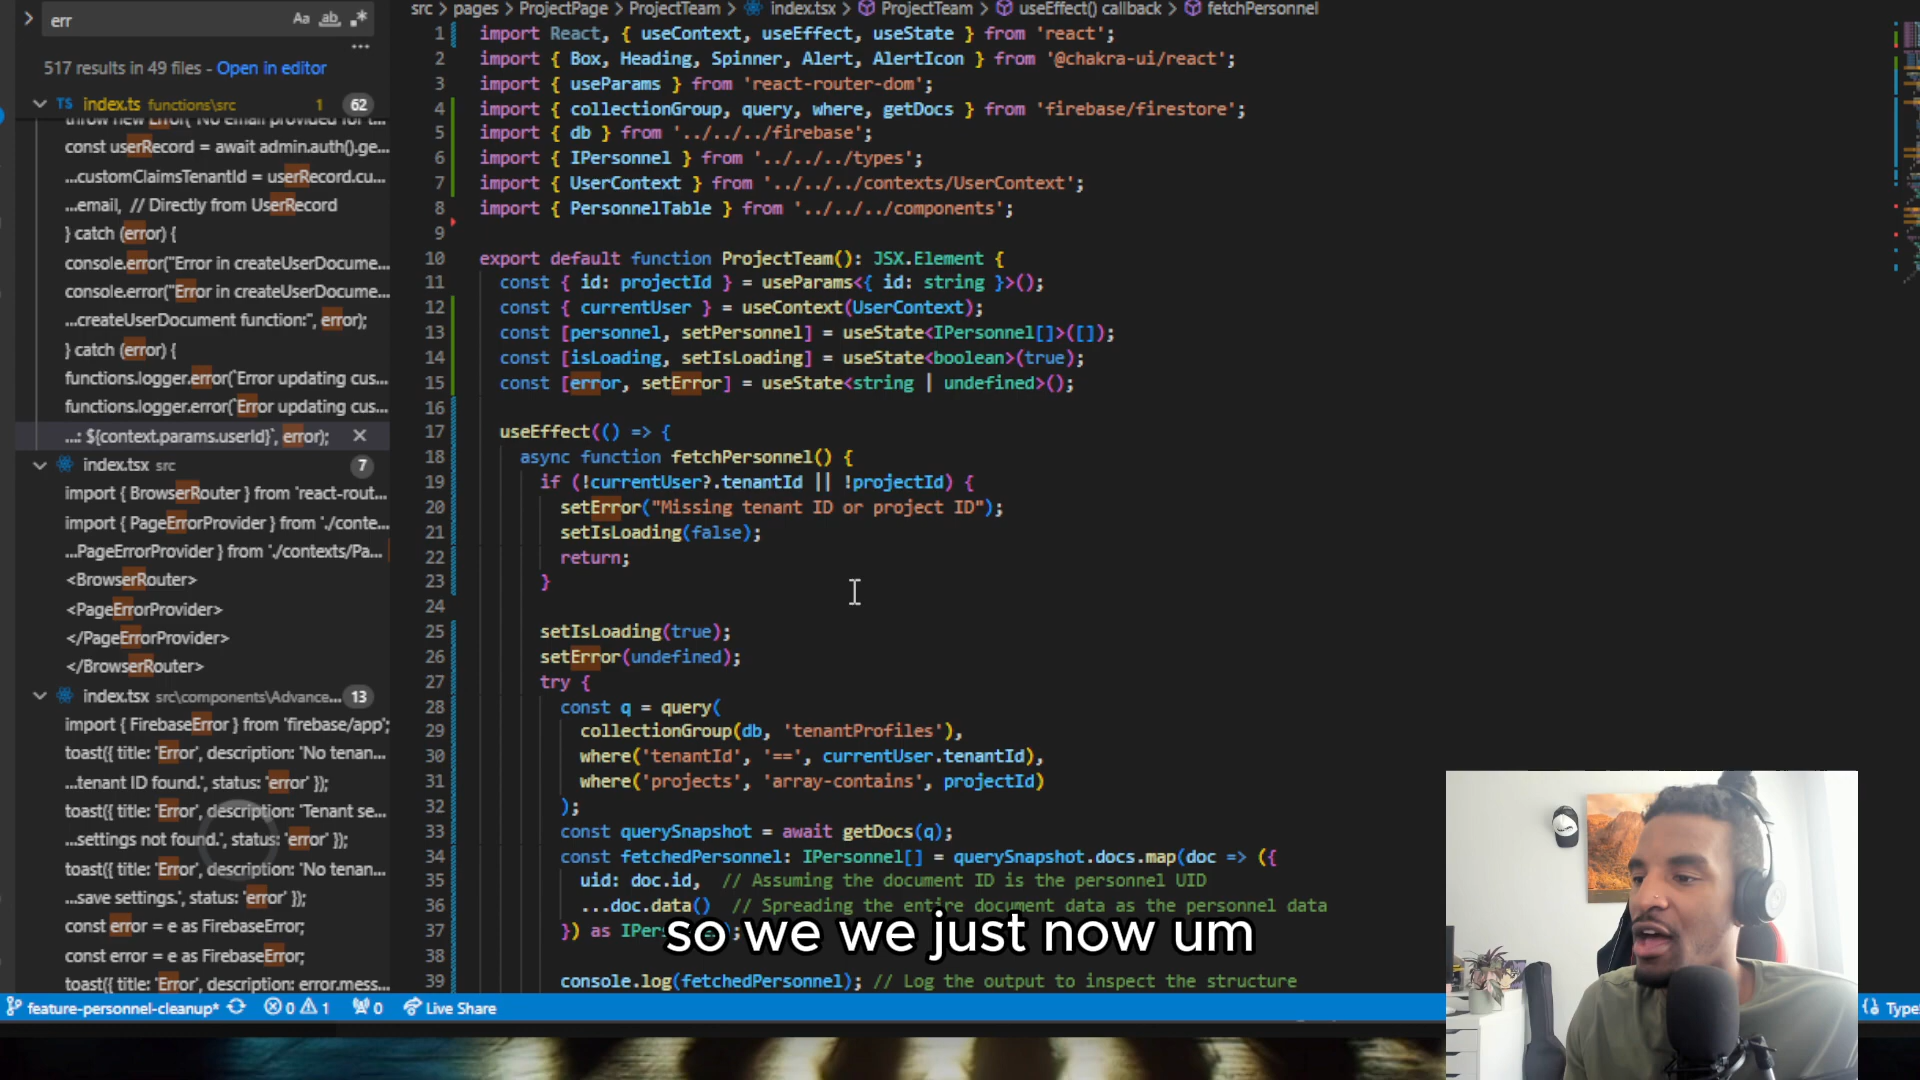 err
Aa ab .*
517 results in 49 files - Open in editor
TS index.ts functions\src 1 62
throw new Error("No email provided for t...
const userRecord = await admin.auth().ge...
...customClaimsTenantId = userRecord.cu...
...email, // Directly from UserRecord
} catch (error) {
console.error("Error in createUserDocume...
console.error("Error in createUserDocume...
...createUserDocument function:", error);
} catch (error) {
functions.logger.error(`Error updating cus...
functions.logger.error(`Error updating cus...
...: ${context.params.userId}`, error);
index.tsx src 7
import { BrowserRouter } from 'react-rout...
import { PageErrorProvider } from './conte...
...PageErrorProvider } from './contexts/Pa...
<BrowserRouter>
<PageErrorProvider>
</PageErrorProvider>
</BrowserRouter>
index.tsx src\components\Advance... 13
import { FirebaseError } from 'firebase/app';
toast({ title: 'Error', description: 'No tenan...
...tenant ID found.', status: 'error' });
toast({ title: 'Error', description: 'Tenant se...
...settings not found.', status: 'error' });
toast({ title: 'Error', description: 'No tenan...
...save settings.', status: 'error' });
const error = e as FirebaseError;
const error = e as FirebaseError;
toast({ title: 'Error', description: error.mess...
src > pages > ProjectPage > ProjectTeam > index.tsx > ProjectTeam > useEffect() callback > fetchPersonnel
1 import React, { useContext, useEffect, useState } from 'react';
2 import { Box, Heading, Spinner, Alert, AlertIcon } from '@chakra-ui/react';
3 import { useParams } from 'react-router-dom';
4 import { collectionGroup, query, where, getDocs } from 'firebase/firestore';
5 import { db } from '../../../firebase';
6 import { IPersonnel } from '../../../types';
7 import { UserContext } from '../../../contexts/UserContext';
8 import { PersonnelTable } from '../../../components';
9
10 export default function ProjectTeam(): JSX.Element {
11 const { id: projectId } = useParams<{ id: string }>();
12 const { currentUser } = useContext(UserContext);
13 const [personnel, setPersonnel] = useState<IPersonnel[]>([]);
14 const [isLoading, setIsLoading] = useState<boolean>(true);
15 const [error, setError] = useState<string | undefined>();
16
17 useEffect(() => {
18 async function fetchPersonnel() {
19 if (!currentUser?.tenantId || !projectId) {
20 setError("Missing tenant ID or project ID");
21 setIsLoading(false);
22 return;
23 }
24
25 setIsLoading(true);
26 setError(undefined);
27 try {
28 const q = query(
29 collectionGroup(db, 'tenantProfiles'),
30 where('tenantId', '==', currentUser.tenantId),
31 where('projects', 'array-contains', projectId)
32 );
33 const querySnapshot = await getDocs(q);
34 const fetchedPersonnel: IPersonnel[] = querySnapshot.docs.map(doc => ({
35 uid: doc.id, // Assuming the document ID is the personnel UID
36 ...doc.data() // Spreading the entire document data as the personnel data
37 }) as IPer
38
39 console.log(fetchedPersonnel); // Log the output to inspect the structure
so we we just now um
feature-personnel-cleanup* 0 1 0 Live Share
Type